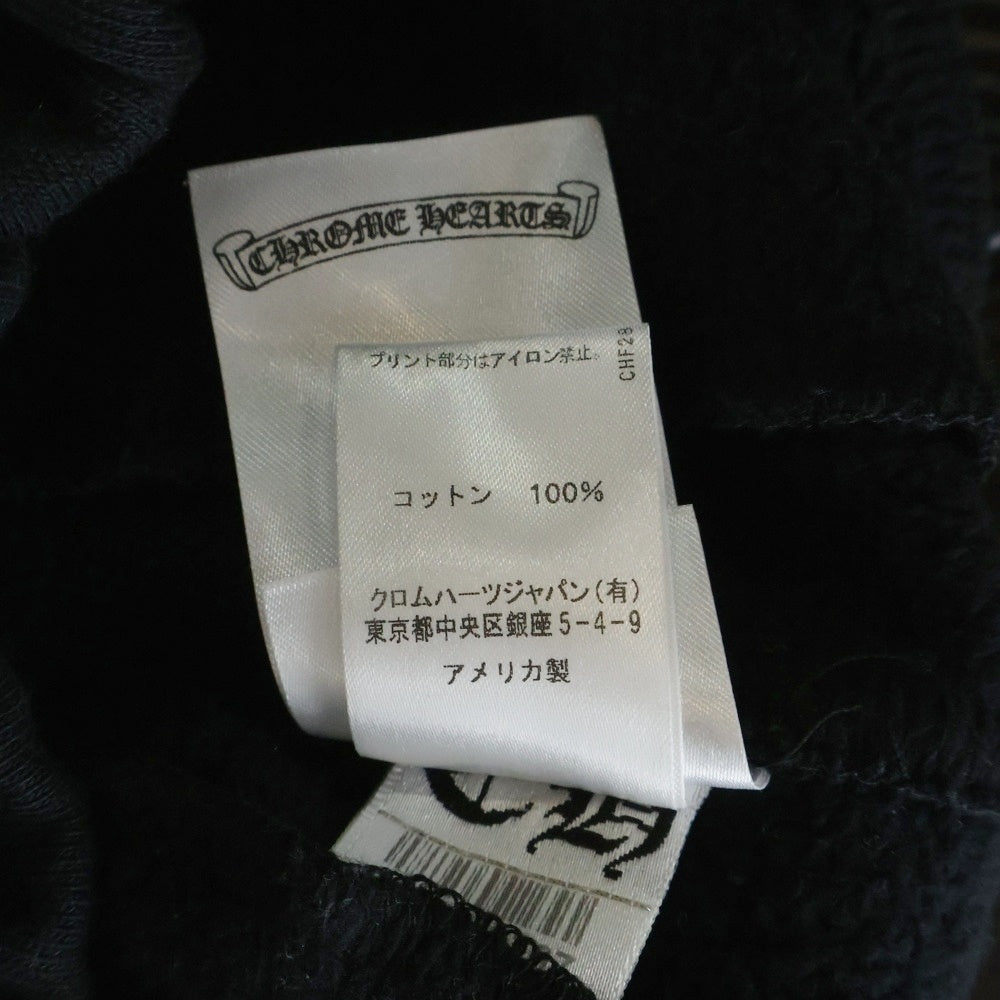 CHROME HEARTS
プリント部分はアイロン禁止。
CHF28
コットン 100%
クロムハーツジャパン(有)
東京都中央区銀座5-4-9
アメリカ製
CH